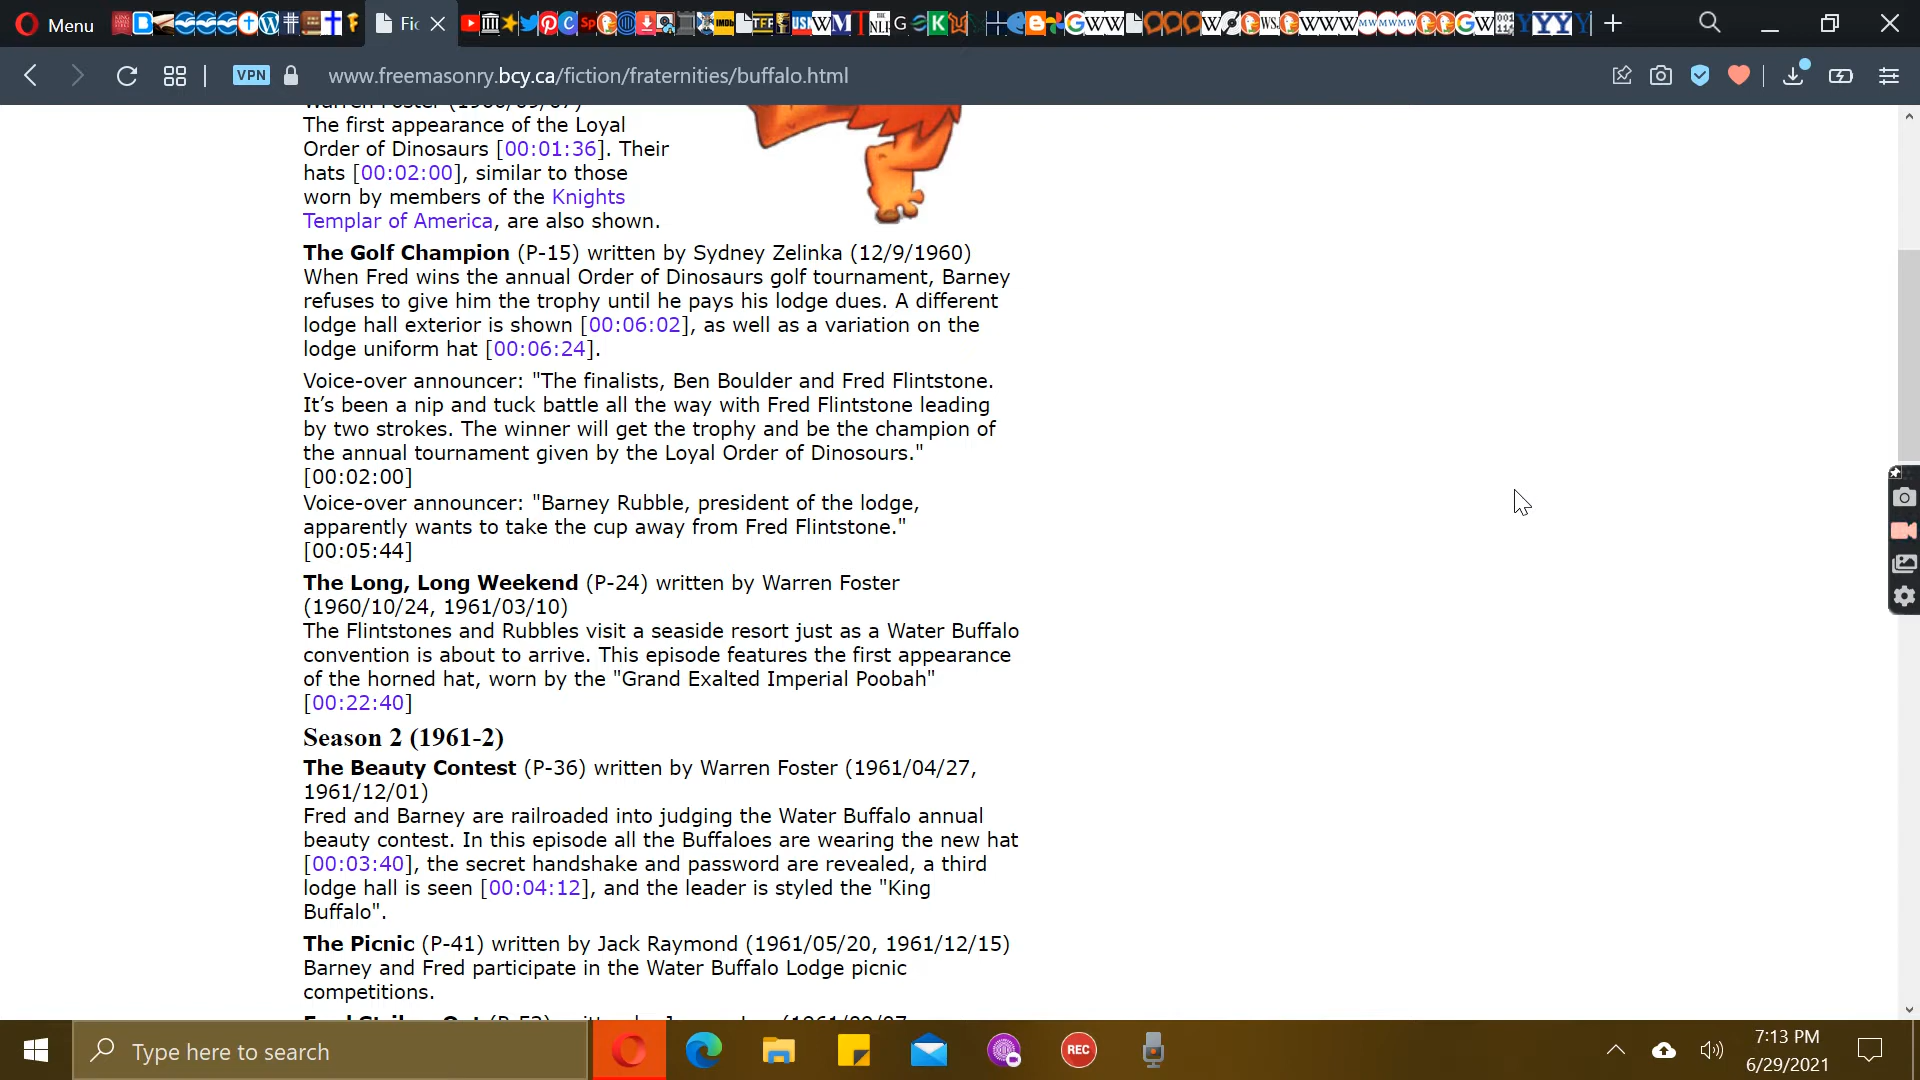 Menu
Fic
VPN
www.freemasonry.bcy.ca/fiction/fraternities/buffalo.html
The first appearance of the Loyal
Order of Dinosaurs [00:01:36]. Their
hats [00:02:00], similar to those
worn by members of the Knights
Templar of America, are also shown.
The Golf Champion (P-15) written by Sydney Zelinka (12/9/1960)
When Fred wins the annual Order of Dinosaurs golf tournament, Barney
refuses to give him the trophy until he pays his lodge dues. A different
lodge hall exterior is shown [00:06:02], as well as a variation on the
lodge uniform hat [00:06:24].
Voice-over announcer: "The finalists, Ben Boulder and Fred Flintstone.
It’s been a nip and tuck battle all the way with Fred Flintstone leading
by two strokes. The winner will get the trophy and be the champion of
the annual tournament given by the Loyal Order of Dinosours."
[00:02:00]
Voice-over announcer: "Barney Rubble, president of the lodge,
apparently wants to take the cup away from Fred Flintstone."
[00:05:44]
The Long, Long Weekend (P-24) written by Warren Foster
(1960/10/24, 1961/03/10)
The Flintstones and Rubbles visit a seaside resort just as a Water Buffalo
convention is about to arrive. This episode features the first appearance
of the horned hat, worn by the "Grand Exalted Imperial Poobah"
[00:22:40]
Season 2 (1961-2)
The Beauty Contest (P-36) written by Warren Foster (1961/04/27,
1961/12/01)
Fred and Barney are railroaded into judging the Water Buffalo annual
beauty contest. In this episode all the Buffaloes are wearing the new hat
[00:03:40], the secret handshake and password are revealed, a third
lodge hall is seen [00:04:12], and the leader is styled the "King
Buffalo".
The Picnic (P-41) written by Jack Raymond (1961/05/20, 1961/12/15)
Barney and Fred participate in the Water Buffalo Lodge picnic
competitions.
Type here to search
REC
7:13 PM
6/29/2021